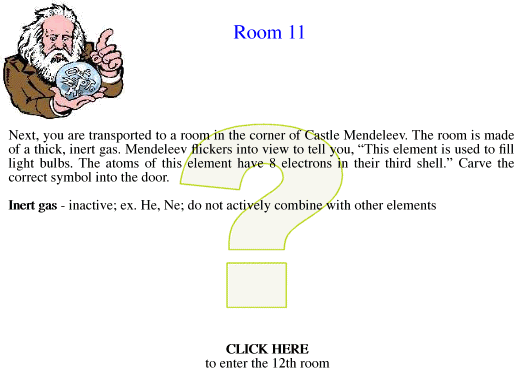 Room 11
Next, you are transported to a room in the corner of Castle Mendeleev. The room is made
of a thick, inert gas. Mendeleev flickers into view to tell you, “This element is used to fill
light bulbs. The atoms of this element have 8 electrons in their third shell.” Carve the
correct symbol into the door.
Inert gas - inactive; ex. He, Ne; do not actively combine with other elements
?
CLICK HERE
to enter the 12th room